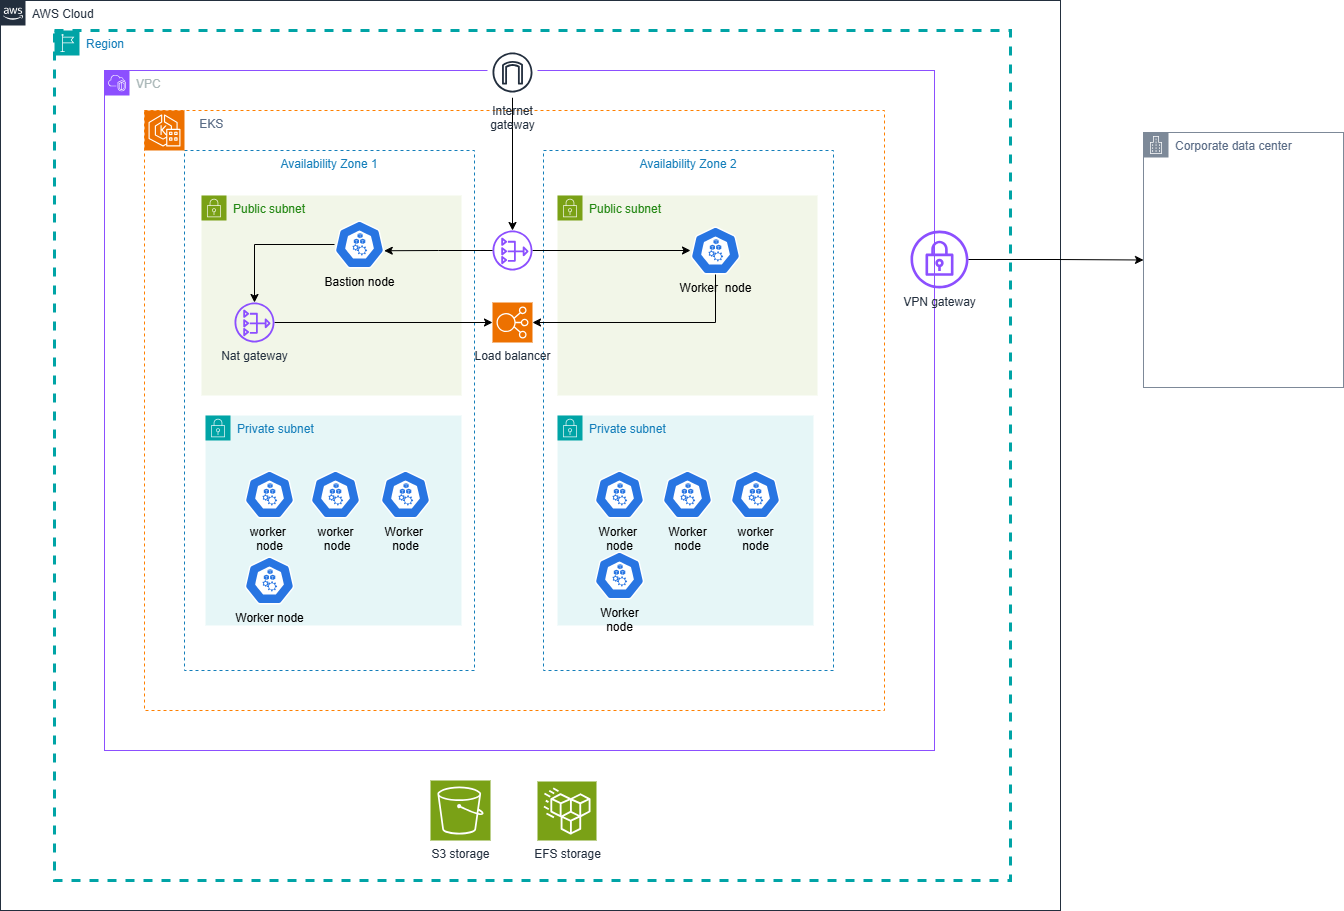 aws
AWS Cloud
Region
VPC
Internet
gateway
EKS
Availability Zone 1
Availability Zone 2
Corporate data center
Public subnet
Public subnet
Bastion node
Worker node
VPN gateway
Nat gateway
Load balancer
Private subnet
Private subnet
worker
node
worker
node
Worker
node
Worker node
Worker
node
Worker
node
worker
node
Worker
node
S3 storage
EFS storage